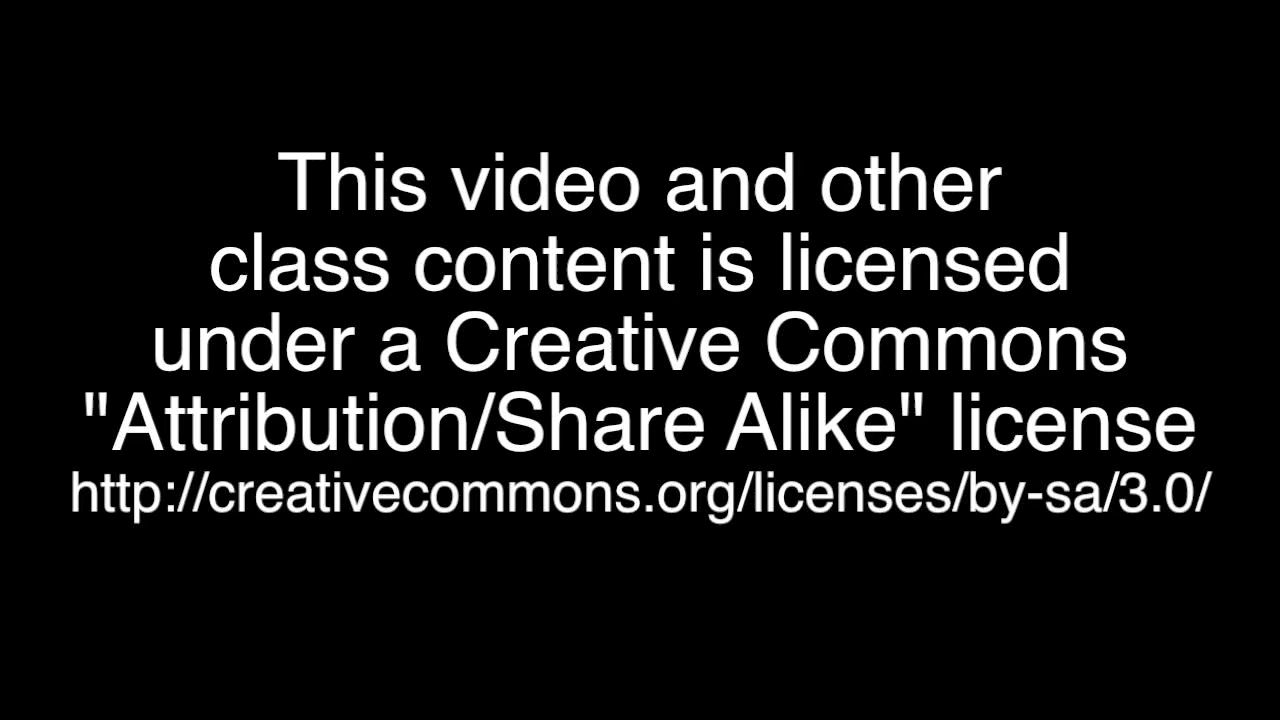 This video and other
class content is licensed
under a Creative Commons
"Attribution/Share Alike" license
http://creativecommons.org/licenses/by-sa/3.0/